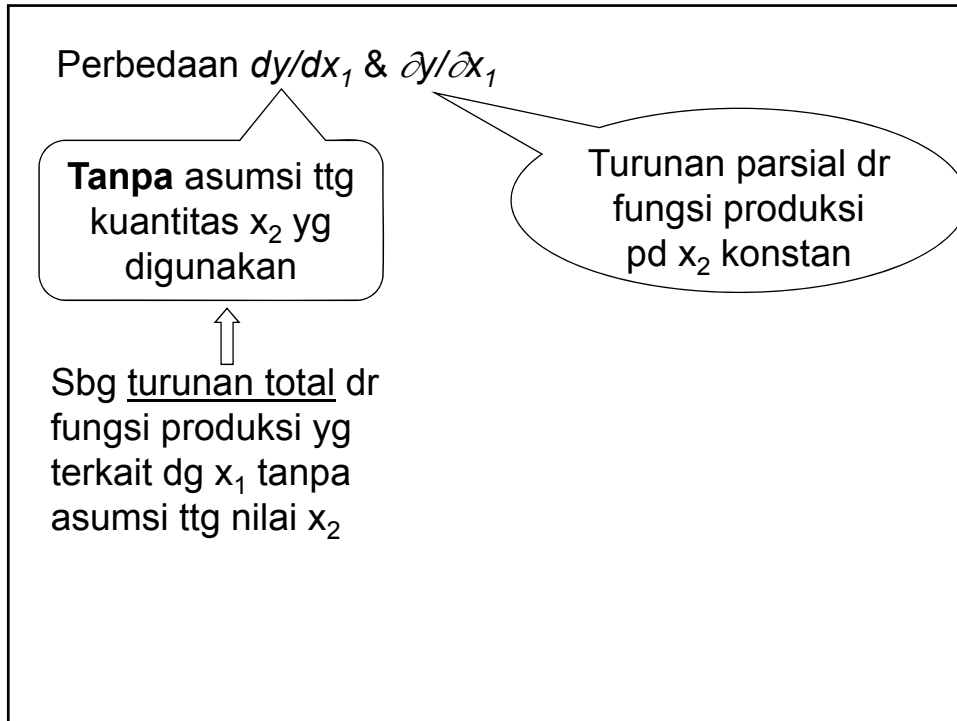 Perbedaan dy/dx₁ & ∂y/∂x₁
Tanpa asumsi ttg
kuantitas x₂ yg
digunakan
Turunan parsial dr
fungsi produksi
pd x₂ konstan
Sbg turunan total dr
fungsi produksi yg
terkait dg x₁ tanpa
asumsi ttg nilai x₂